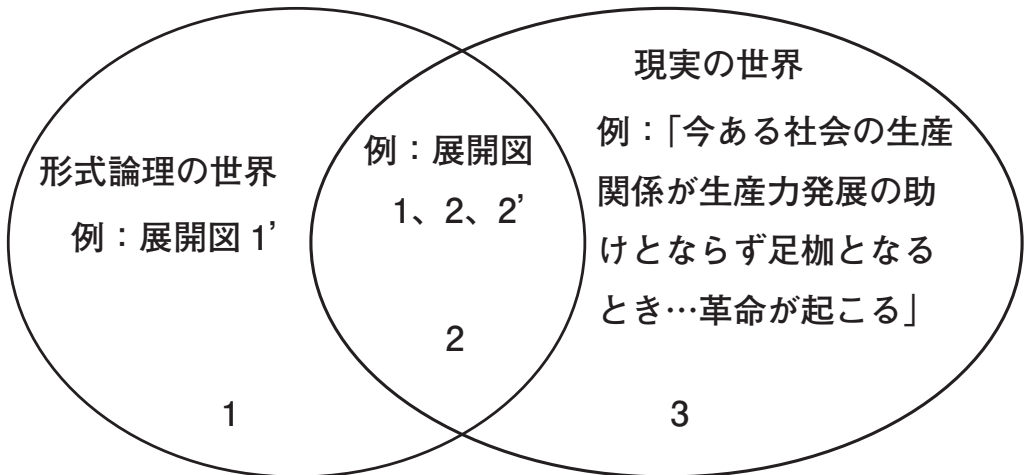 形式論理の世界
例：展開図 1’
1
例：展開図
1、2、2’
2
現実の世界
例：「今ある社会の生産
関係が生産力発展の助
けとならず足枷となる
とき…革命が起こる」
3